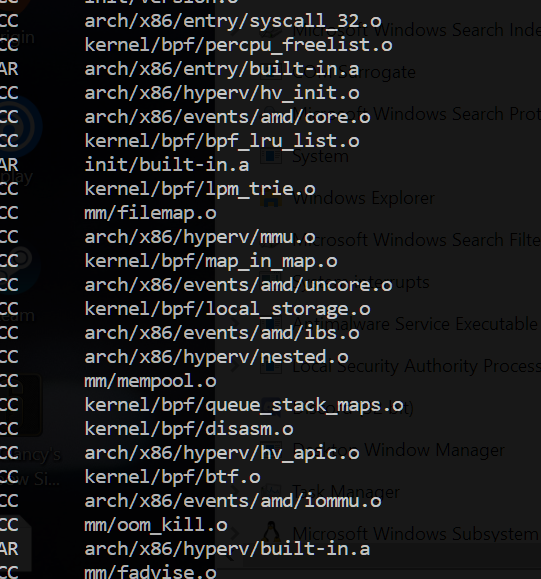 CC init/version.o
CC arch/x86/entry/syscall_32.o
CC kernel/bpf/percpu_freelist.o
AR arch/x86/entry/built-in.a
CC arch/x86/hyperv/hv_init.o
CC arch/x86/events/amd/core.o
CC kernel/bpf/bpf_lru_list.o
AR init/built-in.a
CC kernel/bpf/lpm_trie.o
CC mm/filemap.o
CC arch/x86/hyperv/mmu.o
CC kernel/bpf/map_in_map.o
CC arch/x86/events/amd/uncore.o
CC kernel/bpf/local_storage.o
CC arch/x86/events/amd/ibs.o
CC arch/x86/hyperv/nested.o
CC mm/mempool.o
CC kernel/bpf/queue_stack_maps.o
CC kernel/bpf/disasm.o
CC arch/x86/hyperv/hv_apic.o
CC kernel/bpf/btf.o
CC arch/x86/events/amd/iommu.o
CC mm/oom_kill.o
AR arch/x86/hyperv/built-in.a
CC mm/fadvise.o
Microsoft Windows Search Inde
Surrogate
Microsoft Windows Search Prot
System
Windows Explorer
Microsoft Windows Search Filte
System interrupts
Antimalware Service Executable
Local Security Authority Process
Desktop Window Manager
Task Manager
Microsoft Windows Subsystem